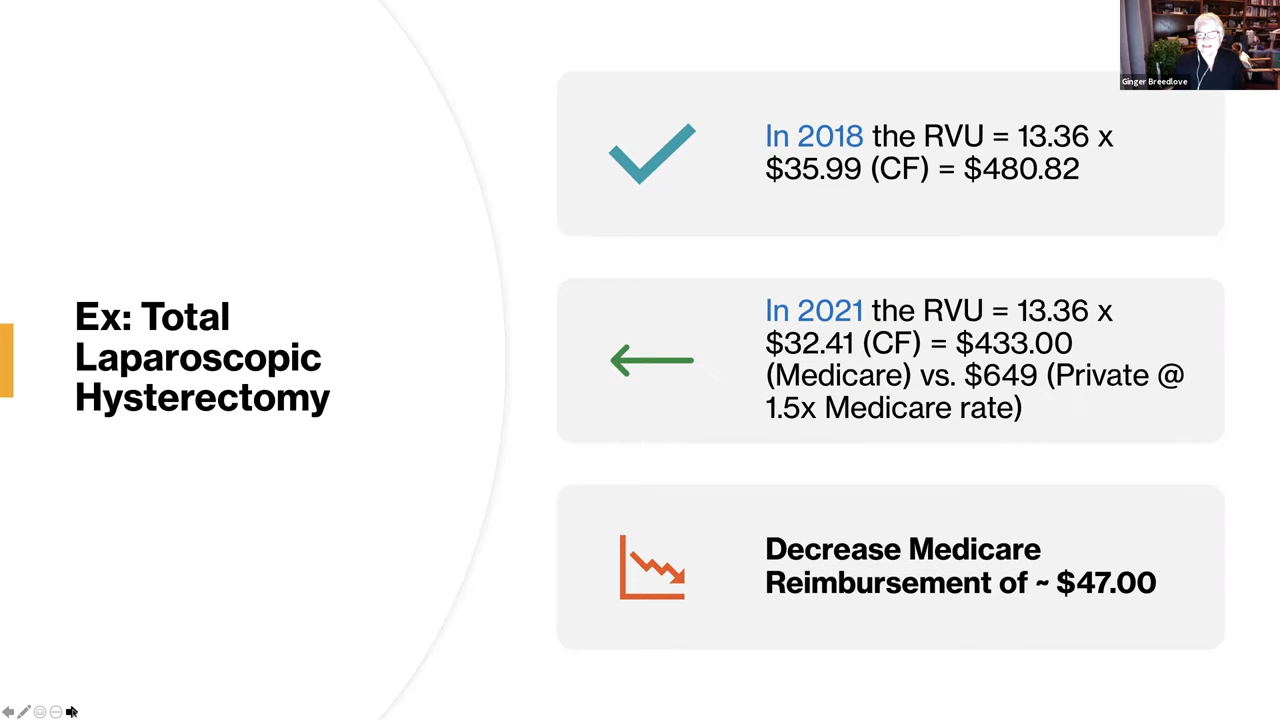 Ginger Breedlove
In 2018 the RVU = 13.36 x
$35.99 (CF) = $480.82
Ex: Total
Laparoscopic
Hysterectomy
In 2021 the RVU = 13.36 x
$32.41 (CF) = $433.00
(Medicare) vs. $649 (Private @
1.5x Medicare rate)
Decrease Medicare
Reimbursement of ~ $47.00